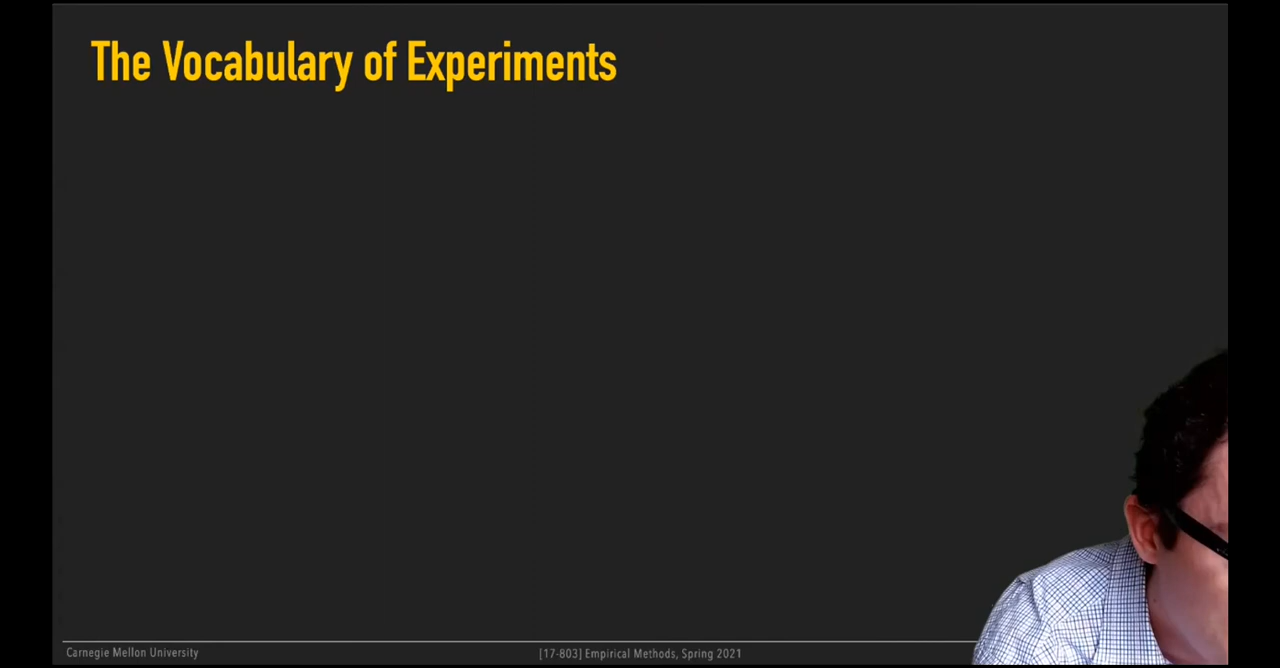 The Vocabulary of Experiments
Carnegie Mellon University
[17-803] Empirical Methods, Spring 2021